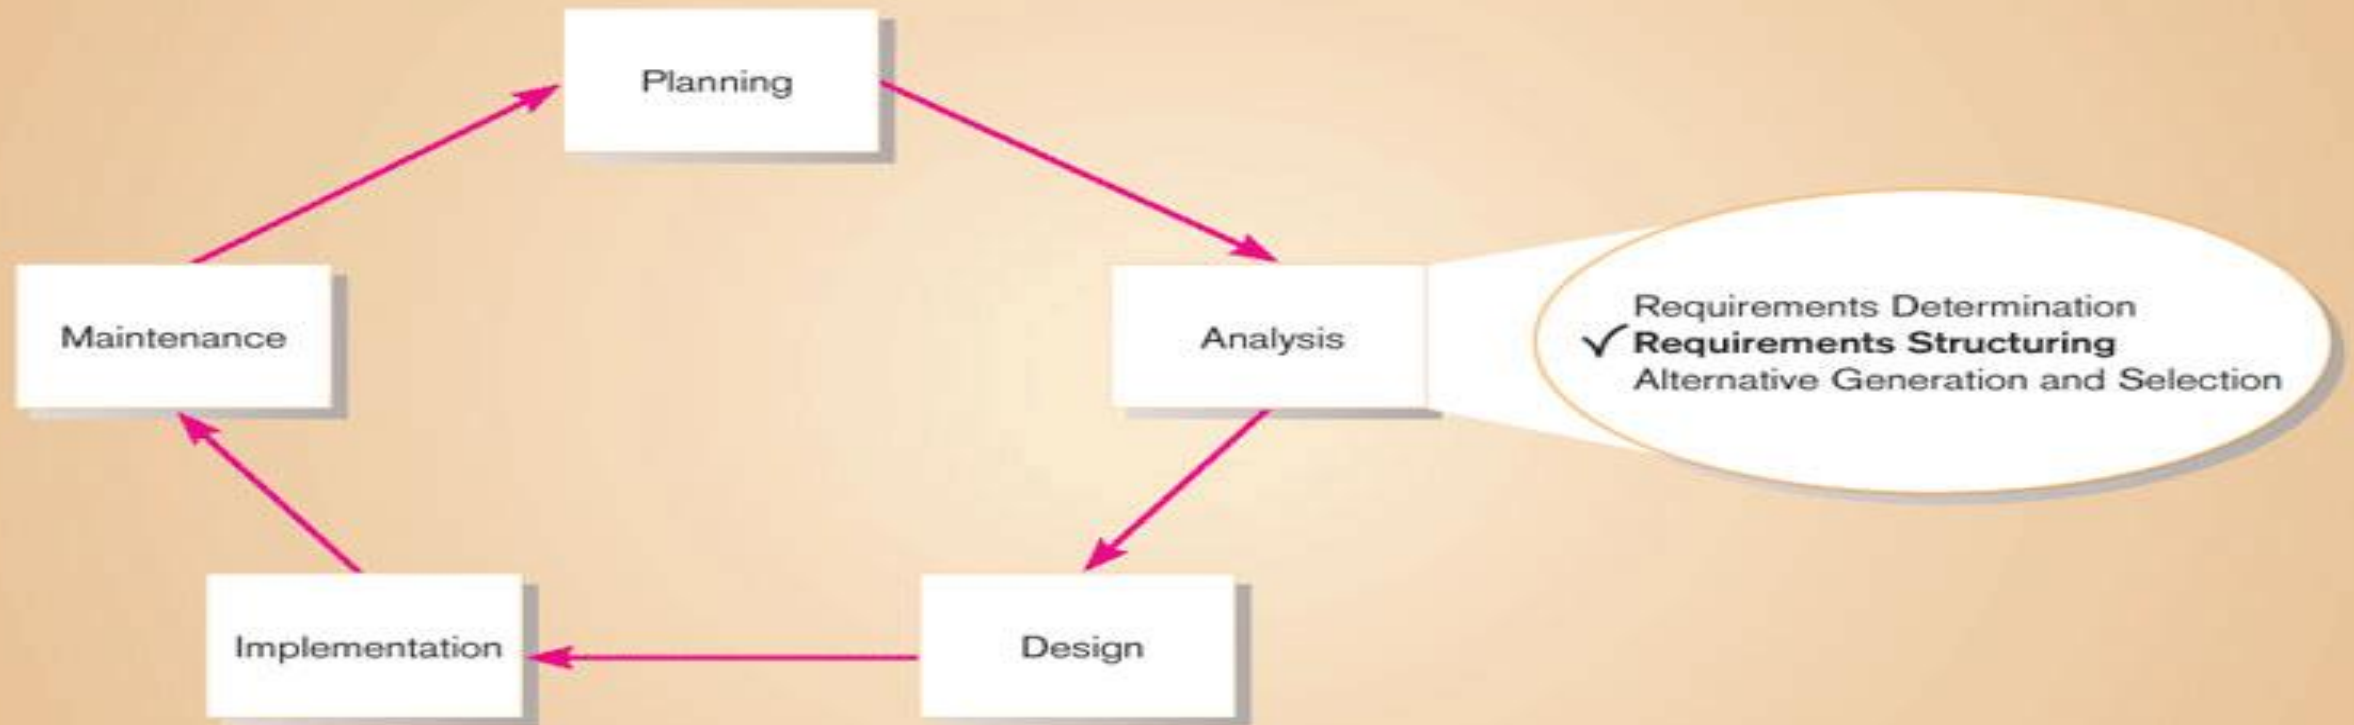 Planning
Maintenance
Analysis
Requirements Determination
✓Requirements Structuring
Alternative Generation and Selection
Implementation
Design